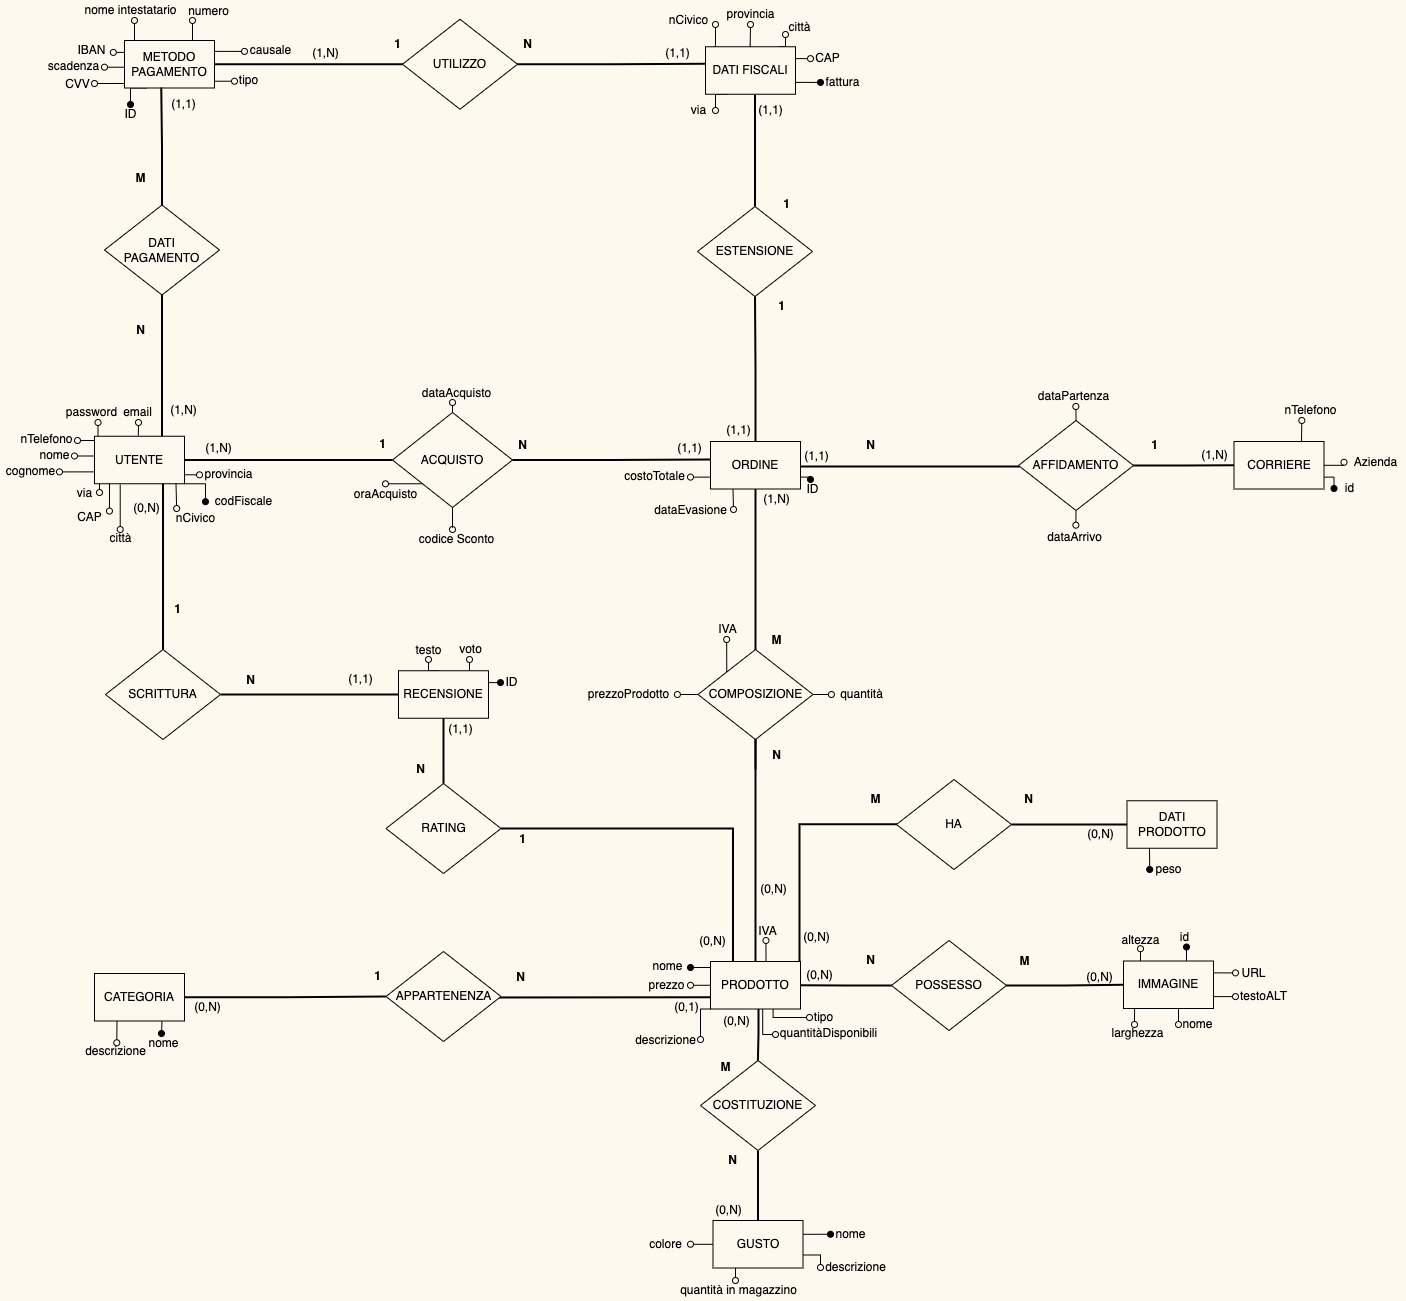 nome intestatario
numero
IBAN
scadenza
CVV
METODO
PAGAMENTO
causale
tipo
ID
(1,1)
(1,N)
1
UTILIZZO
N
(1,1)
nCivico
provincia
città
DATI FISCALI
CAP
fattura
via
(1,1)
M
DATI
PAGAMENTO
N
1
ESTENSIONE
1
password
email
(1,N)
nTelefono
nome
cognome
UTENTE
(1,N)
provincia
codFiscale
via
CAP
città
(0,N)
nCivico
1
dataAcquisto
ACQUISTO
oraAcquisto
codice Sconto
N
(1,1)
(1,1)
ORDINE
costoTotale
dataEvasione
(1,1)
ID
(1,N)
N
dataPartenza
AFFIDAMENTO
dataArrivo
1
(1,N)
nTelefono
CORRIERE
Azienda
id
1
SCRITTURA
N
(1,1)
testo
voto
RECENSIONE
ID
(1,1)
N
RATING
1
IVA
M
prezzoProdotto
COMPOSIZIONE
quantità
N
M
HA
N
(0,N)
DATI
PRODOTTO
peso
(0,N)
(0,N)
IVA
(0,N)
nome
prezzo
PRODOTTO
(0,N)
(0,1)
(0,N)
tipo
quantitàDisponibili
descrizione
N
POSSESSO
M
(0,N)
altezza
id
IMMAGINE
URL
testoALT
larghezza
nome
CATEGORIA
(0,N)
descrizione
nome
1
APPARTENENZA
N
M
COSTITUZIONE
N
(0,N)
colore
GUSTO
nome
descrizione
quantità in magazzino